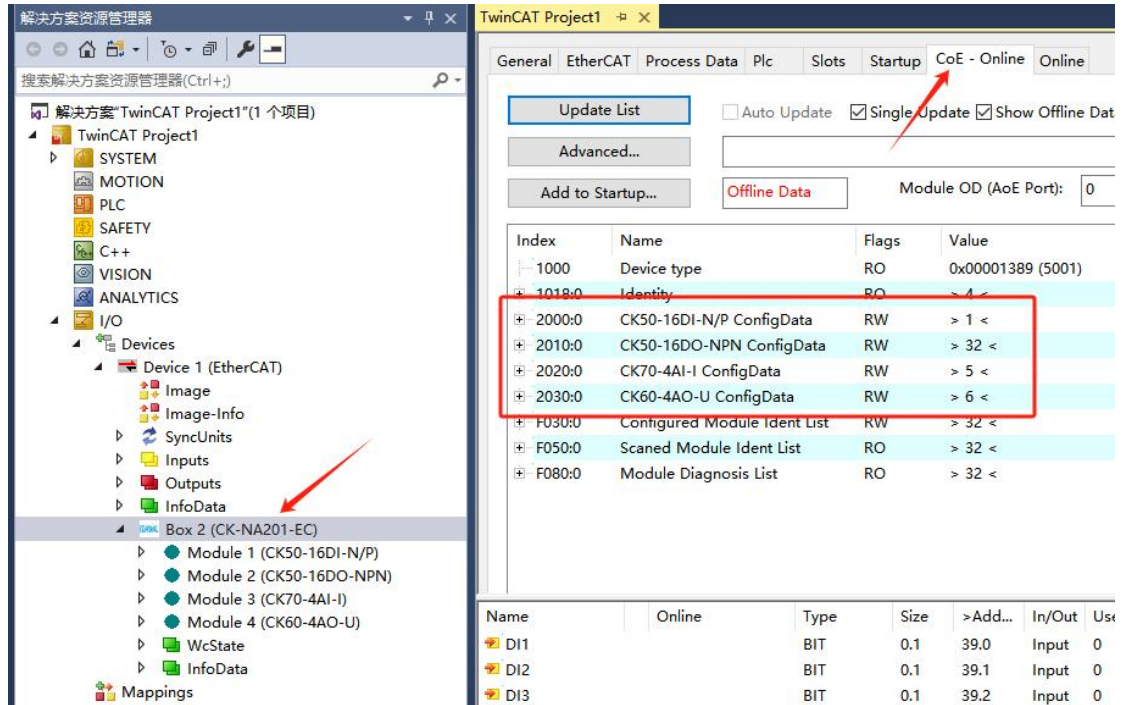 解决方案资源管理器
搜索解决方案资源管理器(Ctrl+;)
解决方案"TwinCAT Project1"(1 个项目)
TwinCAT Project1
SYSTEM
MOTION
PLC
SAFETY
C++
VISION
ANALYTICS
I/O
Devices
Device 1 (EtherCAT)
Image
Image-Info
SyncUnits
Inputs
Outputs
InfoData
Box 2 (CK-NA201-EC)
Module 1 (CK50-16DI-N/P)
Module 2 (CK50-16DO-NPN)
Module 3 (CK70-4AI-I)
Module 4 (CK60-4AO-U)
WcState
InfoData
Mappings
TwinCAT Project1
General EtherCAT Process Data Plc Slots Startup CoE - Online Online
Update List Auto Update Single Update Show Offline Dat
Advanced...
Add to Startup... Offline Data Module OD (AoE Port): 0
Index Name Flags Value
1000 Device type RO 0x00001389 (5001)
1018:0 Identity RO > 4 <
2000:0 CK50-16DI-N/P ConfigData RW > 1 <
2010:0 CK50-16DO-NPN ConfigData RW > 32 <
2020:0 CK70-4AI-I ConfigData RW > 5 <
2030:0 CK60-4AO-U ConfigData RW > 6 <
F030:0 Configured Module Ident List RW > 32 <
F050:0 Scaned Module Ident List RO > 32 <
F080:0 Module Diagnosis List RO > 32 <
Name Online Type Size >Add... In/Out Use
DI1 BIT 0.1 39.0 Input 0
DI2 BIT 0.1 39.1 Input 0
DI3 BIT 0.1 39.2 Input 0